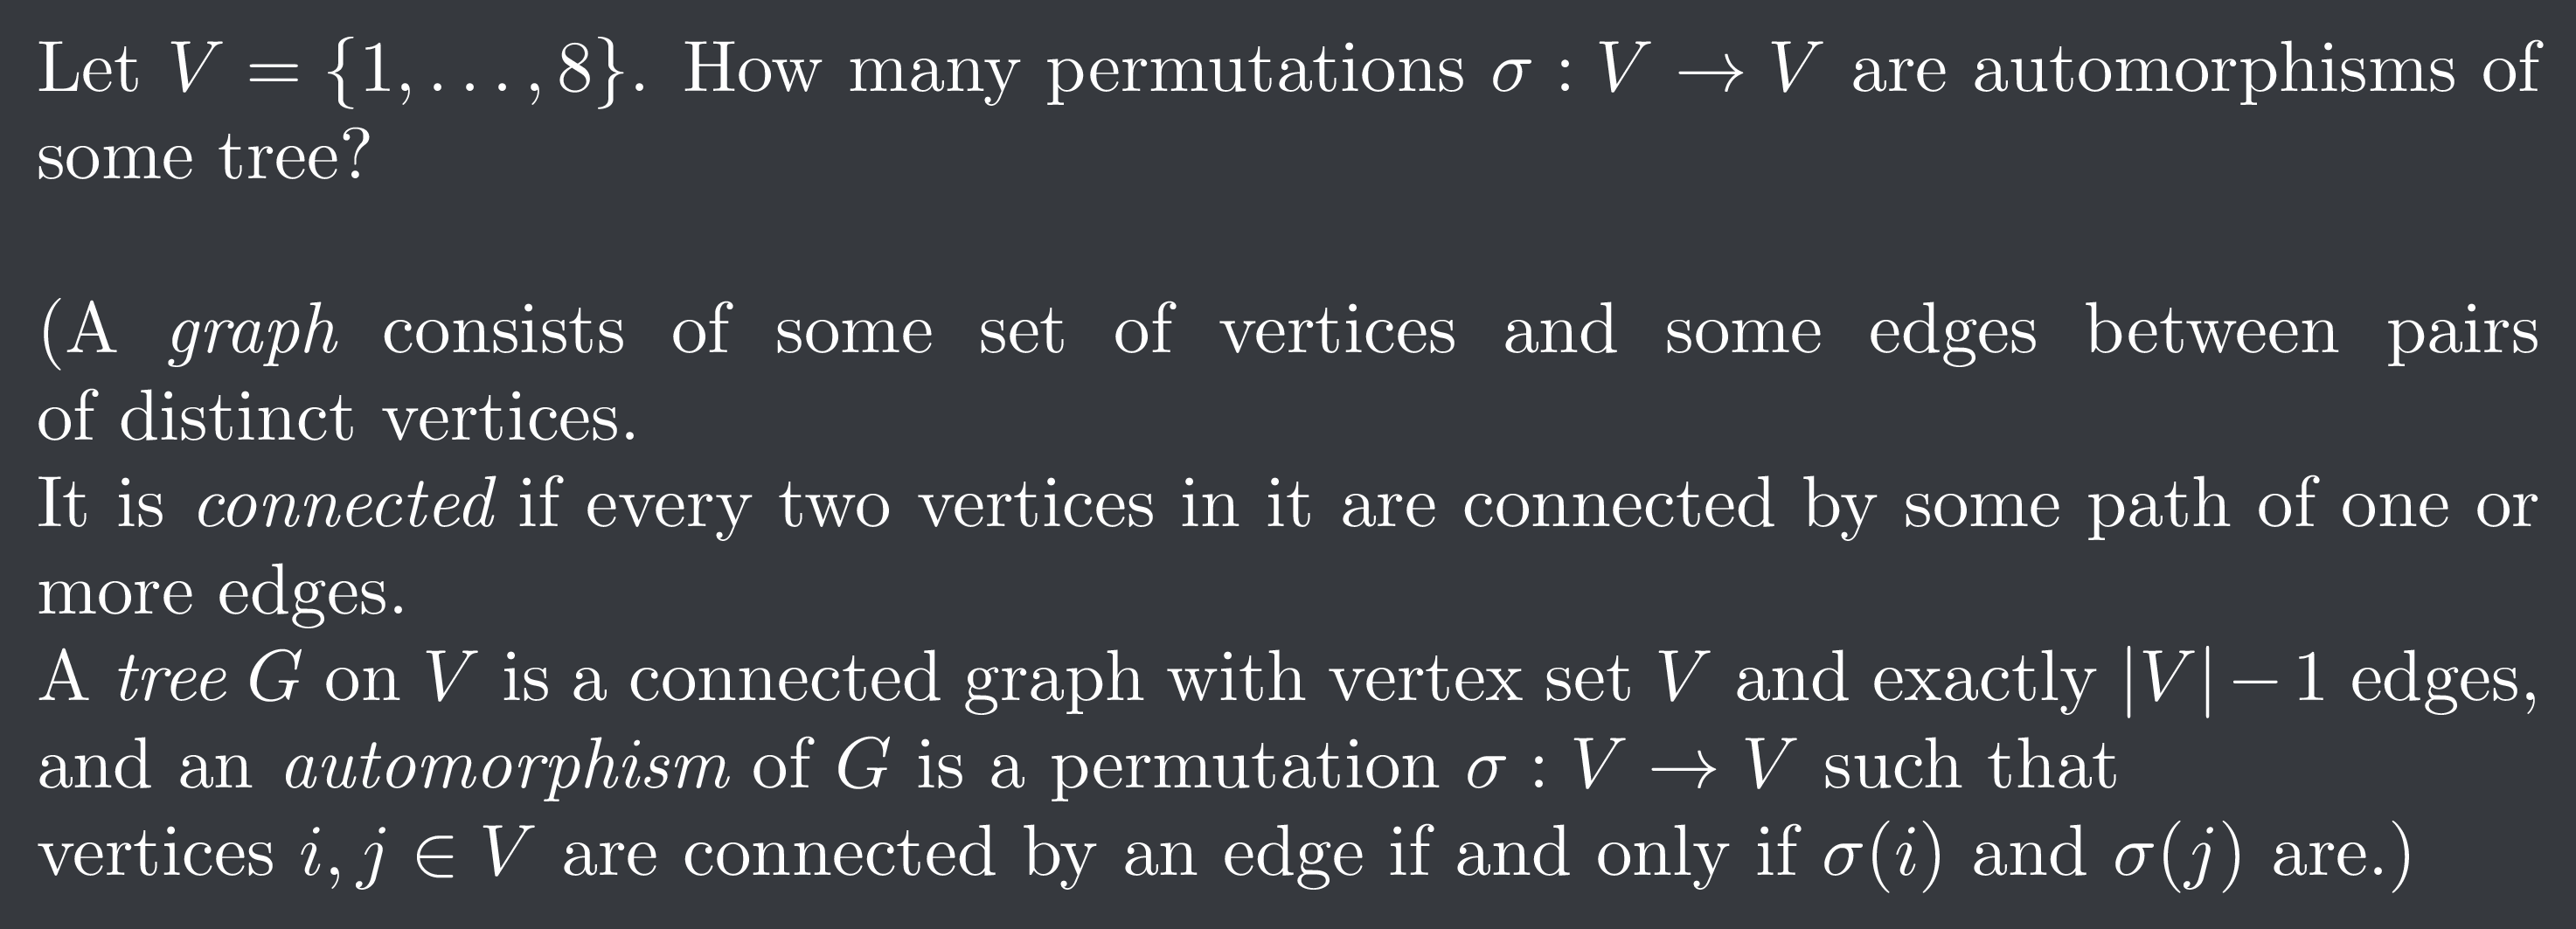 Let V = {1, . . . , 8}. How many permutations σ : V → V are automorphisms of
some tree?
(A graph consists of some set of vertices and some edges between pairs
of distinct vertices.
It is connected if every two vertices in it are connected by some path of one or
more edges.
A tree G on V is a connected graph with vertex set V and exactly |V| − 1 edges,
and an automorphism of G is a permutation σ : V → V such that
vertices i, j ∈ V are connected by an edge if and only if σ(i) and σ(j) are.)